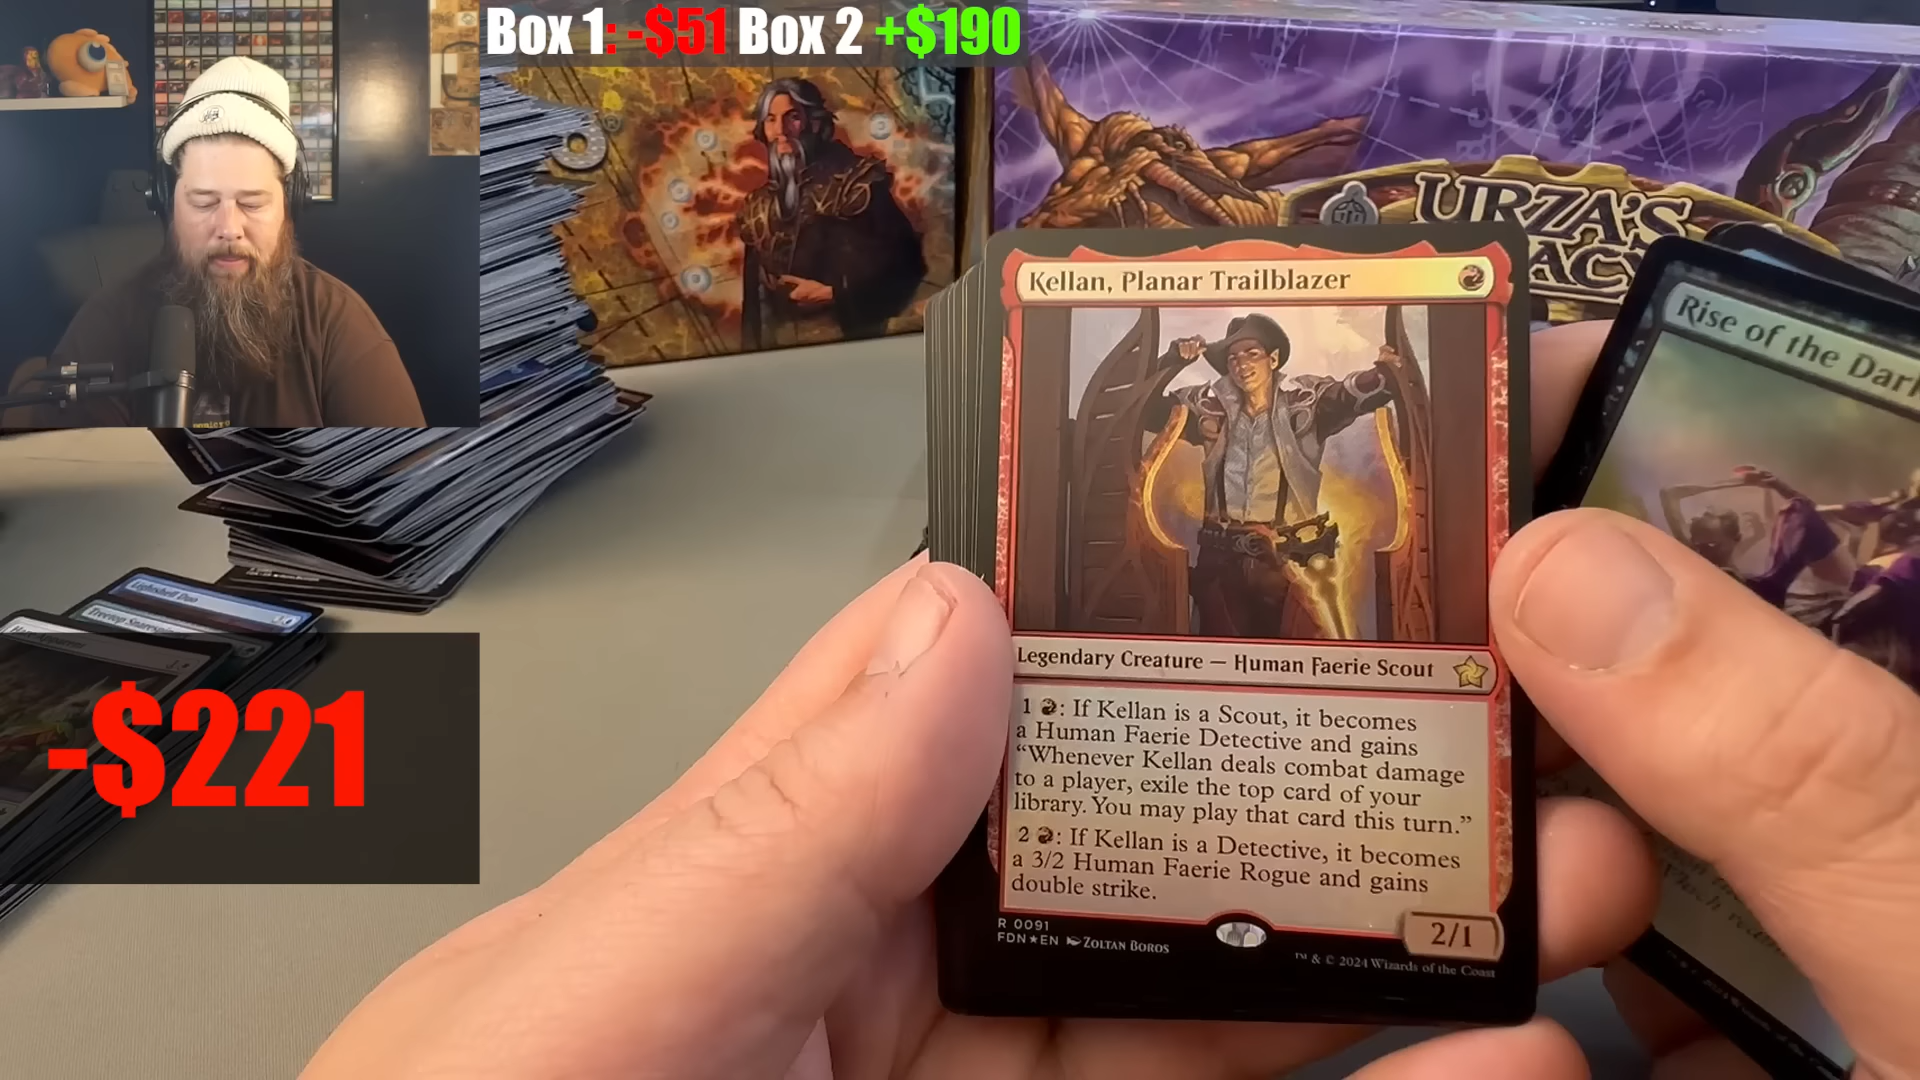 Box 1: -$51 Box 2 +$190
URZA'S
Kellan, Planar Trailblazer
Rise of the Dark
Legendary Creature — Human Faerie Scout
1 : If Kellan is a Scout, it becomes
a Human Faerie Detective and gains
“Whenever Kellan deals combat damage
to a player, exile the top card of your
library. You may play that card this turn.”
2 : If Kellan is a Detective, it becomes
a 3/2 Human Faerie Rogue and gains
double strike.
R 0091
FDN★EN ZOLTAN BOROS
2/1
™ & © 2024 Wizards of the Coast
Lightshell Duo
-$221